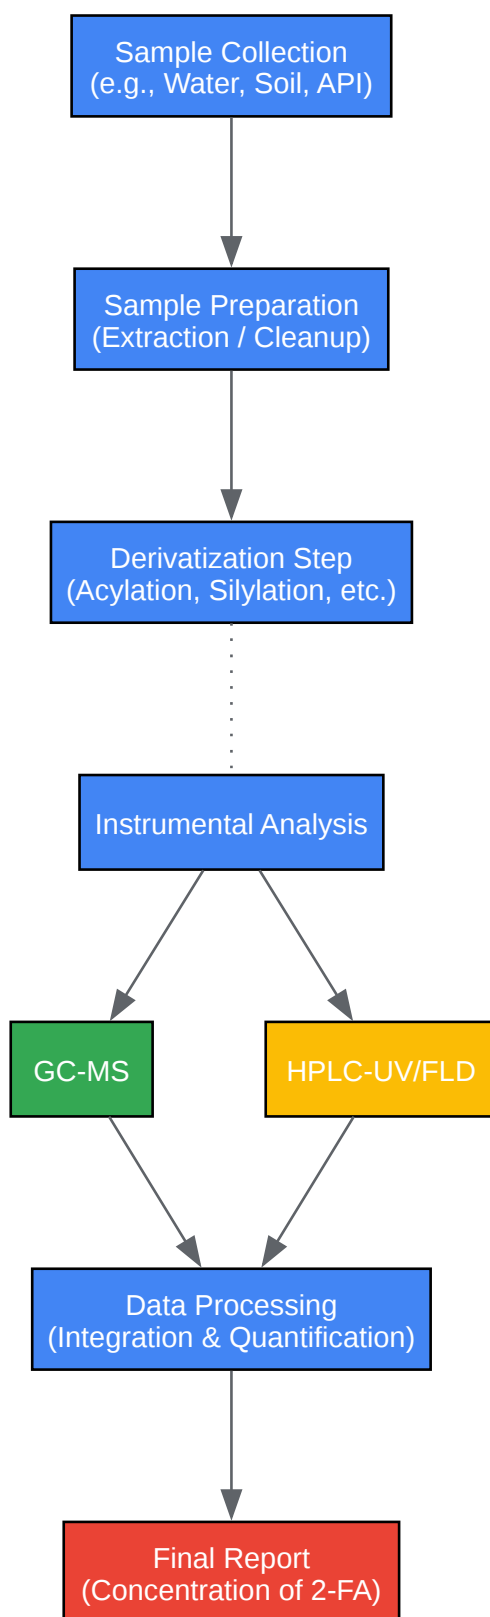 Sample Collection
(e.g., Water, Soil, API)
Sample Preparation
(Extraction / Cleanup)
Derivatization Step
(Acylation, Silylation, etc.)
Instrumental Analysis
GC-MS
HPLC-UV/FLD
Data Processing
(Integration & Quantification)
Final Report
(Concentration of 2-FA)